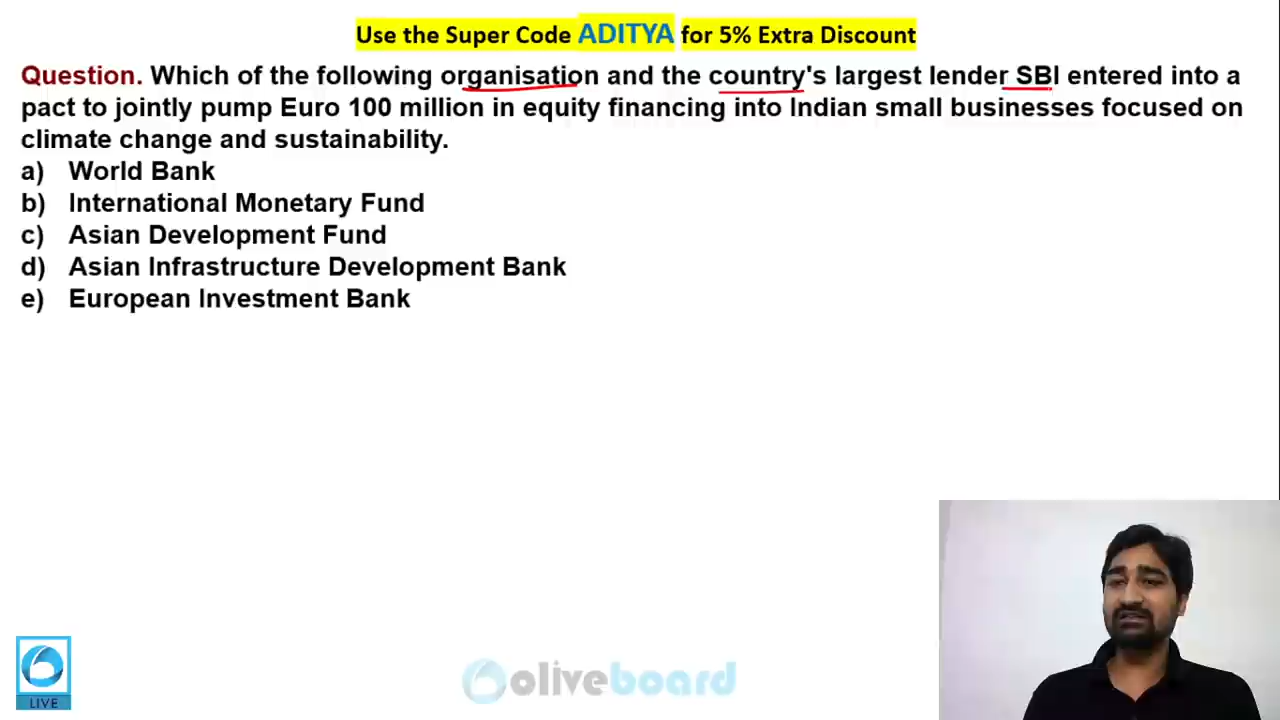 Use the Super Code ADITYA for 5% Extra Discount
Question. Which of the following organisation and the country's largest lender SBI entered into a
pact to jointly pump Euro 100 million in equity financing into Indian small businesses focused on
climate change and sustainability.
a) World Bank
b) International Monetary Fund
c) Asian Development Fund
d) Asian Infrastructure Development Bank
e) European Investment Bank
LIVE
oliveboard